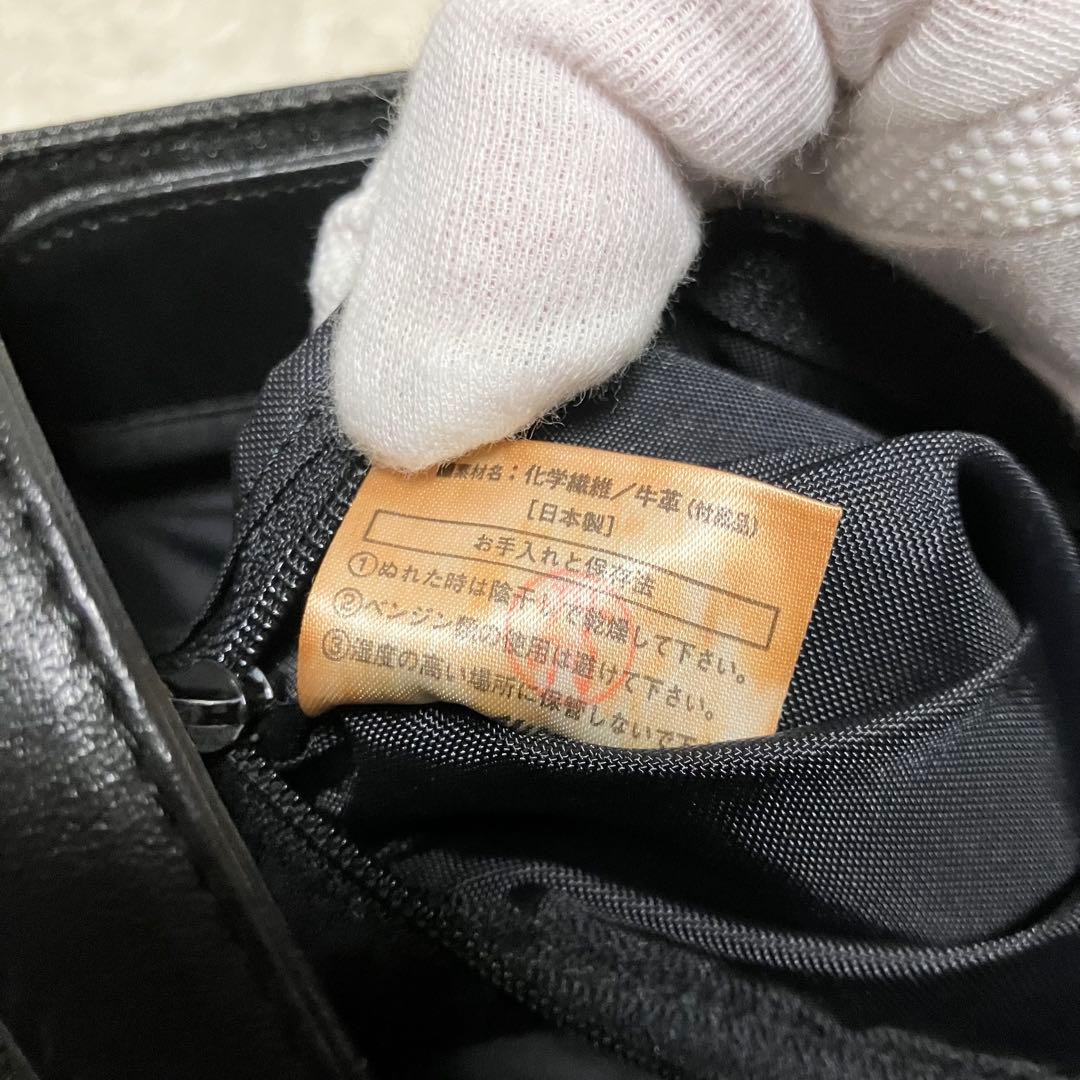 素材名：化学繊維／牛革(付属品)
[日本製]
お手入れと保存法
①ぬれた時は陰干しで乾燥して下さい。
②ベンジン類の使用は避けて下さい。
③湿度の高い場所に保管しないで下